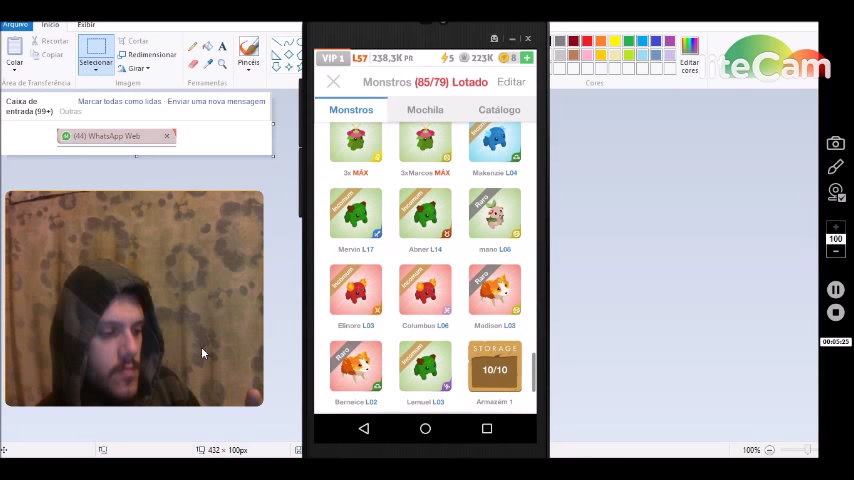 Arquivo Início Exibir
Colar
Recortar
Copiar
Área de Transferência
Selecionar
Cortar
Redimensionar
Girar
Imagem
A
Ferramentas
Pincéis
Cores
Editar cores
liteCam
Caixa de entrada (99+)
Marcar todas como lidas - Enviar uma nova mensagem
Outras
(44) WhatsApp Web
VIP 1 L57 238,3K PR 5 223K 8 +
Monstros (85/79) Lotado Editar
Monstros Mochila Catálogo
3x MÁX
3xMarcos MÁX
Incomum
Makenzie L04
Incomum
Mervin L17
Incomum
Abner L14
Raro
mano L08
Incomum
Elinore L03
Incomum
Columbus L06
Raro
Madisen L03
Raro
Berneice L02
Incomum
Lemuel L03
STORAGE
10/10
Armazém 1
432 × 100px
100%
100
00:05:25